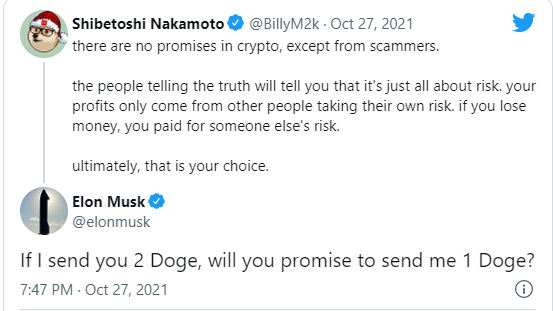 Shibetoshi Nakamoto @BillyM2k · Oct 27, 2021
there are no promises in crypto, except from scammers.
the people telling the truth will tell you that it's just all about risk. your
profits only come from other people taking their own risk. if you lose
money, you paid for someone else's risk.
ultimately, that is your choice.
Elon Musk
@elonmusk
If I send you 2 Doge, will you promise to send me 1 Doge?
7:47 PM · Oct 27, 2021